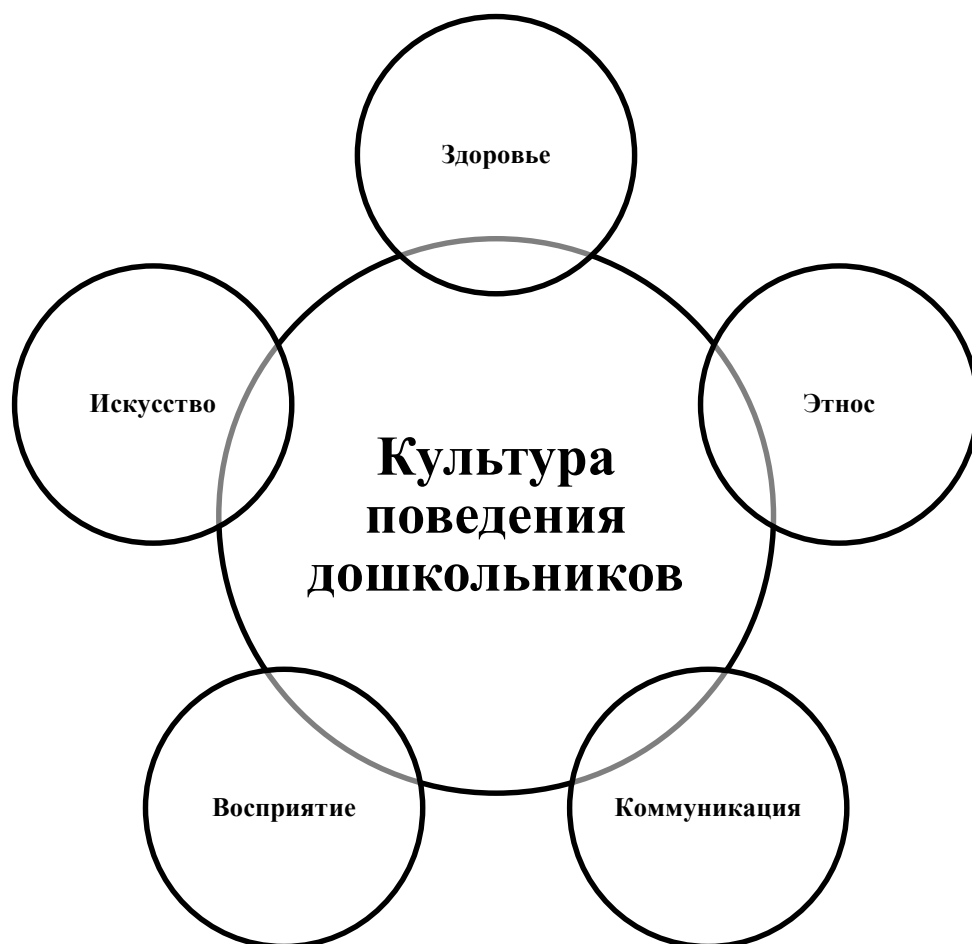 Здоровье
Искусство
Этнос
Культура
поведения
дошкольников
Восприятие
Коммуникация